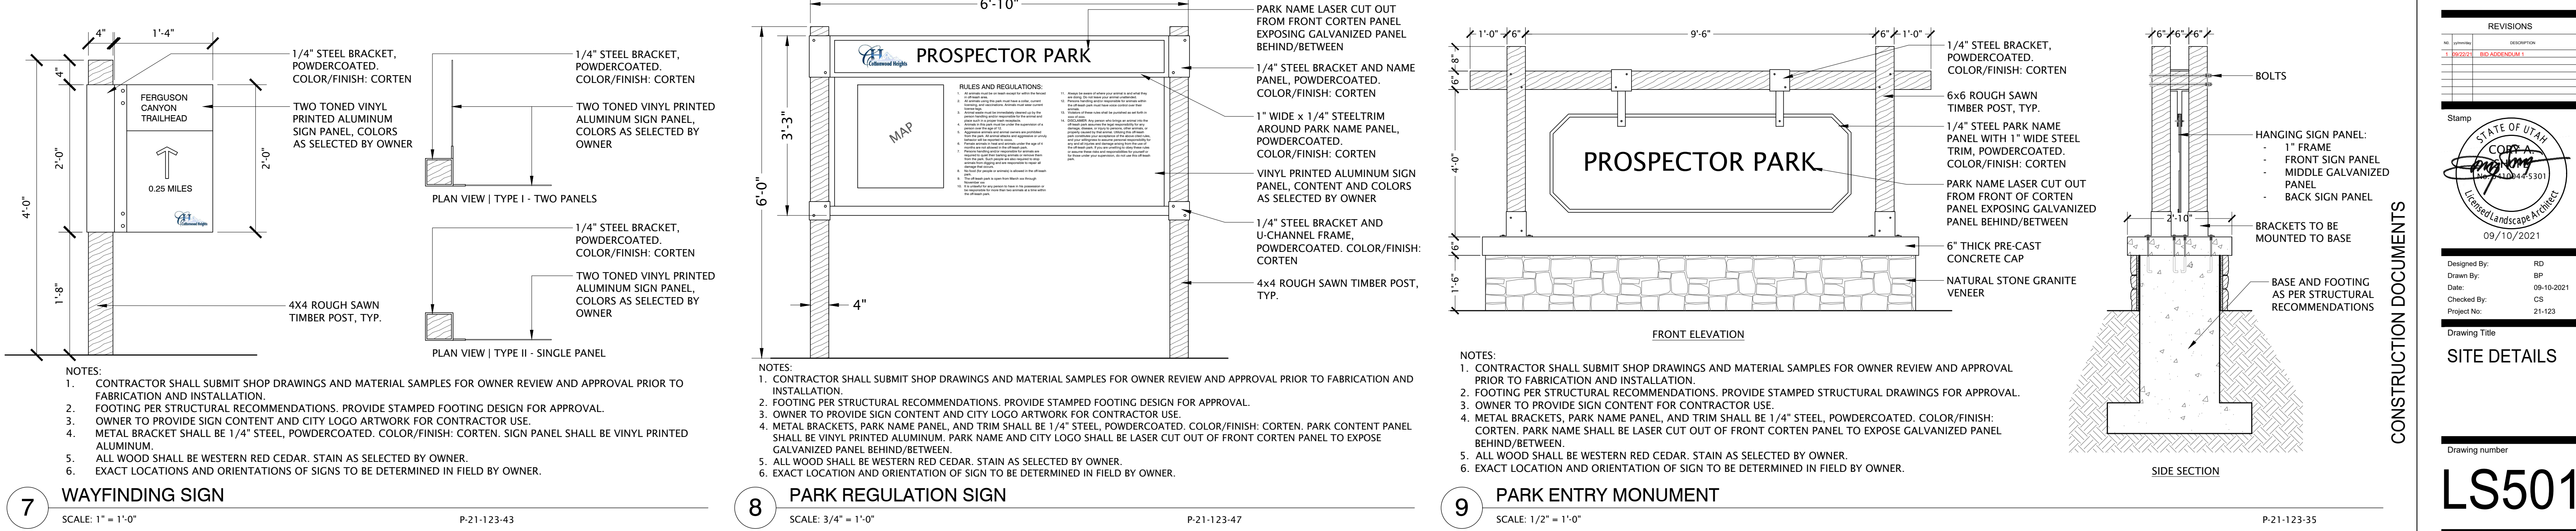 4"
1'-4"
4"
2'-0"
4'-0"
1'-8"
2'-0"
FERGUSON
CANYON
TRAILHEAD
0.25 MILES
Cottonwood Heights
1/4" STEEL BRACKET,
POWDERCOATED.
COLOR/FINISH: CORTEN
TWO TONED VINYL
PRINTED ALUMINUM
SIGN PANEL, COLORS
AS SELECTED BY OWNER
4X4 ROUGH SAWN
TIMBER POST, TYP.
1/4" STEEL BRACKET,
POWDERCOATED.
COLOR/FINISH: CORTEN
TWO TONED VINYL PRINTED
ALUMINUM SIGN PANEL,
COLORS AS SELECTED BY
OWNER
PLAN VIEW | TYPE I - TWO PANELS
1/4" STEEL BRACKET,
POWDERCOATED.
COLOR/FINISH: CORTEN
TWO TONED VINYL PRINTED
ALUMINUM SIGN PANEL,
COLORS AS SELECTED BY
OWNER
PLAN VIEW | TYPE II - SINGLE PANEL
NOTES:
1. CONTRACTOR SHALL SUBMIT SHOP DRAWINGS AND MATERIAL SAMPLES FOR OWNER REVIEW AND APPROVAL PRIOR TO
FABRICATION AND INSTALLATION.
2. FOOTING PER STRUCTURAL RECOMMENDATIONS. PROVIDE STAMPED FOOTING DESIGN FOR APPROVAL.
3. OWNER TO PROVIDE SIGN CONTENT AND CITY LOGO ARTWORK FOR CONTRACTOR USE.
4. METAL BRACKET SHALL BE 1/4" STEEL, POWDERCOATED. COLOR/FINISH: CORTEN. SIGN PANEL SHALL BE VINYL PRINTED
ALUMINUM.
5. ALL WOOD SHALL BE WESTERN RED CEDAR. STAIN AS SELECTED BY OWNER.
6. EXACT LOCATIONS AND ORIENTATIONS OF SIGNS TO BE DETERMINED IN FIELD BY OWNER.
7
WAYFINDING SIGN
SCALE: 1" = 1'-0"
P-21-123-43
6'-10"
3'-3"
6'-0"
4"
Cottonwood Heights
PROSPECTOR PARK
MAP
RULES AND REGULATIONS:
PARK NAME LASER CUT OUT
FROM FRONT CORTEN PANEL
EXPOSING GALVANIZED PANEL
BEHIND/BETWEEN
1/4" STEEL BRACKET AND NAME
PANEL, POWDERCOATED.
COLOR/FINISH: CORTEN
1" WIDE x 1/4" STEELTRIM
AROUND PARK NAME PANEL,
POWDERCOATED.
COLOR/FINISH: CORTEN
VINYL PRINTED ALUMINUM SIGN
PANEL, CONTENT AND COLORS
AS SELECTED BY OWNER
1/4" STEEL BRACKET AND
U-CHANNEL FRAME,
POWDERCOATED. COLOR/FINISH:
CORTEN
4x4 ROUGH SAWN TIMBER POST,
TYP.
NOTES:
1. CONTRACTOR SHALL SUBMIT SHOP DRAWINGS AND MATERIAL SAMPLES FOR OWNER REVIEW AND APPROVAL PRIOR TO FABRICATION AND
INSTALLATION.
2. FOOTING PER STRUCTURAL RECOMMENDATIONS. PROVIDE STAMPED FOOTING DESIGN FOR APPROVAL.
3. OWNER TO PROVIDE SIGN CONTENT AND CITY LOGO ARTWORK FOR CONTRACTOR USE.
4. METAL BRACKETS, PARK NAME PANEL, AND TRIM SHALL BE 1/4" STEEL, POWDERCOATED. COLOR/FINISH: CORTEN. PARK CONTENT PANEL
SHALL BE VINYL PRINTED ALUMINUM. PARK NAME AND CITY LOGO SHALL BE LASER CUT OUT OF FRONT CORTEN PANEL TO EXPOSE
GALVANIZED PANEL BEHIND/BETWEEN.
5. ALL WOOD SHALL BE WESTERN RED CEDAR. STAIN AS SELECTED BY OWNER.
6. EXACT LOCATION AND ORIENTATION OF SIGN TO BE DETERMINED IN FIELD BY OWNER.
8
PARK REGULATION SIGN
SCALE: 3/4" = 1'-0"
P-21-123-47
1'-0"
6"
9'-6"
6"
1'-0"
8"
6"
4'-0"
6"
1'-6"
PROSPECTOR PARK
1/4" STEEL BRACKET,
POWDERCOATED.
COLOR/FINISH: CORTEN
6x6 ROUGH SAWN
TIMBER POST, TYP.
1/4" STEEL PARK NAME
PANEL WITH 1" WIDE STEEL
TRIM, POWDERCOATED.
COLOR/FINISH: CORTEN
PARK NAME LASER CUT OUT
FROM FRONT OF CORTEN
PANEL EXPOSING GALVANIZED
PANEL BEHIND/BETWEEN
6" THICK PRE-CAST
CONCRETE CAP
NATURAL STONE GRANITE
VENEER
FRONT ELEVATION
6"
6"
6"
BOLTS
HANGING SIGN PANEL:
- 1" FRAME
- FRONT SIGN PANEL
- MIDDLE GALVANIZED
PANEL
- BACK SIGN PANEL
2'-10"
BRACKETS TO BE
MOUNTED TO BASE
BASE AND FOOTING
AS PER STRUCTURAL
RECOMMENDATIONS
SIDE SECTION
NOTES:
1. CONTRACTOR SHALL SUBMIT SHOP DRAWINGS AND MATERIAL SAMPLES FOR OWNER REVIEW AND APPROVAL
PRIOR TO FABRICATION AND INSTALLATION.
2. FOOTING PER STRUCTURAL RECOMMENDATIONS. PROVIDE STAMPED STRUCTURAL DRAWINGS FOR APPROVAL.
3. OWNER TO PROVIDE SIGN CONTENT FOR CONTRACTOR USE.
4. METAL BRACKETS, PARK NAME PANEL, AND TRIM SHALL BE 1/4" STEEL, POWDERCOATED. COLOR/FINISH:
CORTEN. PARK NAME SHALL BE LASER CUT OUT OF FRONT CORTEN PANEL TO EXPOSE GALVANIZED PANEL
BEHIND/BETWEEN.
5. ALL WOOD SHALL BE WESTERN RED CEDAR. STAIN AS SELECTED BY OWNER.
6. EXACT LOCATION AND ORIENTATION OF SIGN TO BE DETERMINED IN FIELD BY OWNER.
9
PARK ENTRY MONUMENT
SCALE: 1/2" = 1'-0"
P-21-123-35
CONSTRUCTION DOCUMENTS
REVISIONS
NO. yy/mm/day DESCRIPTION
1 09/22/21 BID ADDENDUM 1
Stamp
STATE OF UTAH
CORY A.
Licensed Landscape Architect
09/10/2021
Designed By: RD
Drawn By: BP
Date: 09-10-2021
Checked By: CS
Project No: 21-123
Drawing Title
SITE DETAILS
Drawing number
LS501